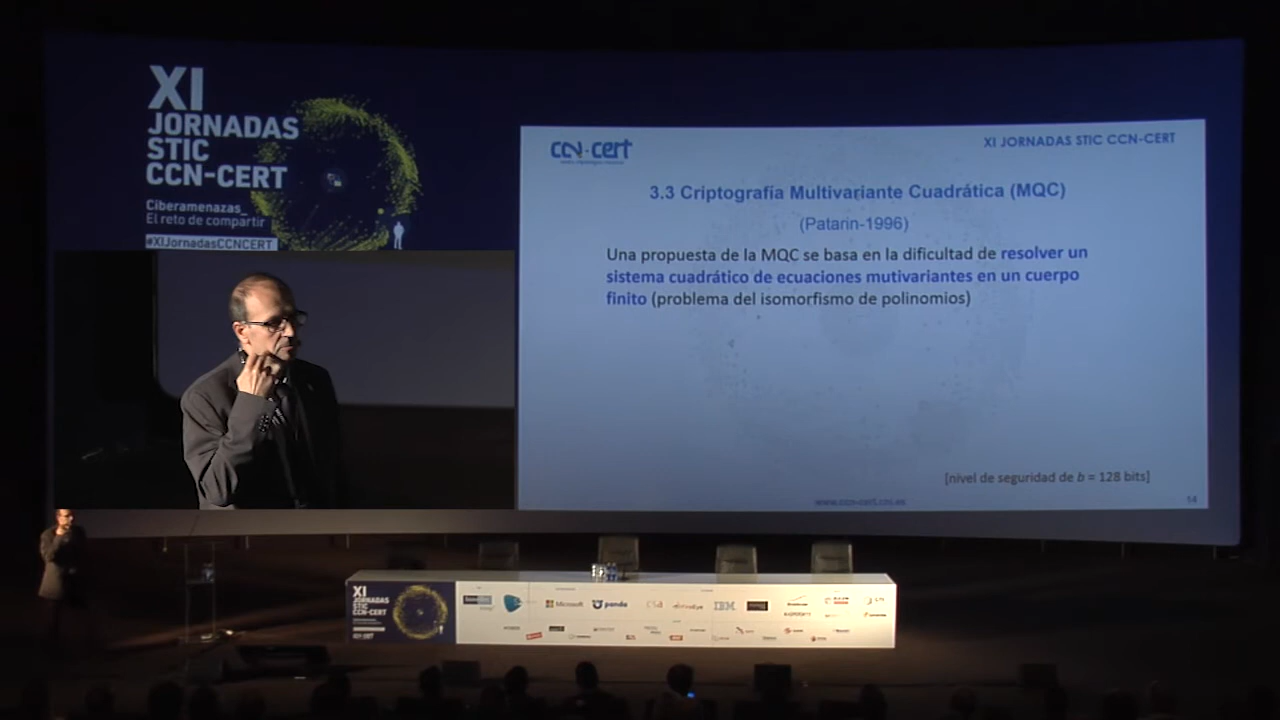 XI
JORNADAS
STIC
CCN-CERT
Ciberamenazas_
El reto de compartir
#XIJornadasCCNCERT
ccn-cert
XI JORNADAS STIC CCN-CERT
3.3 Criptografía Multivariante Cuadrática (MQC)
(Patarin-1996)
Una propuesta de la MQC se basa en la dificultad de resolver un
sistema cuadrático de ecuaciones mutivariantes en un cuerpo
finito (problema del isomorfismo de polinomios)
[nivel de seguridad de b = 128 bits]
www.ccn-cert.cni.es
14
XI
JORNADAS
STIC
CCN-CERT
Microsoft
panda
csa
IBM